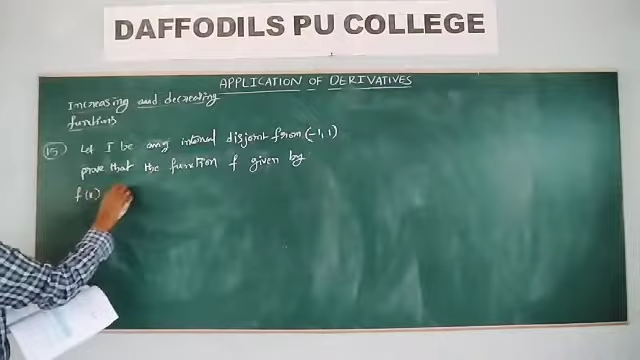 DAFFODILS PU COLLEGE
APPLICATION OF DERIVATIVES
Increasing and decreasing
functions
15 Let I be any interval disjoint from (-1, 1)
prove that the function f given by
f(x)